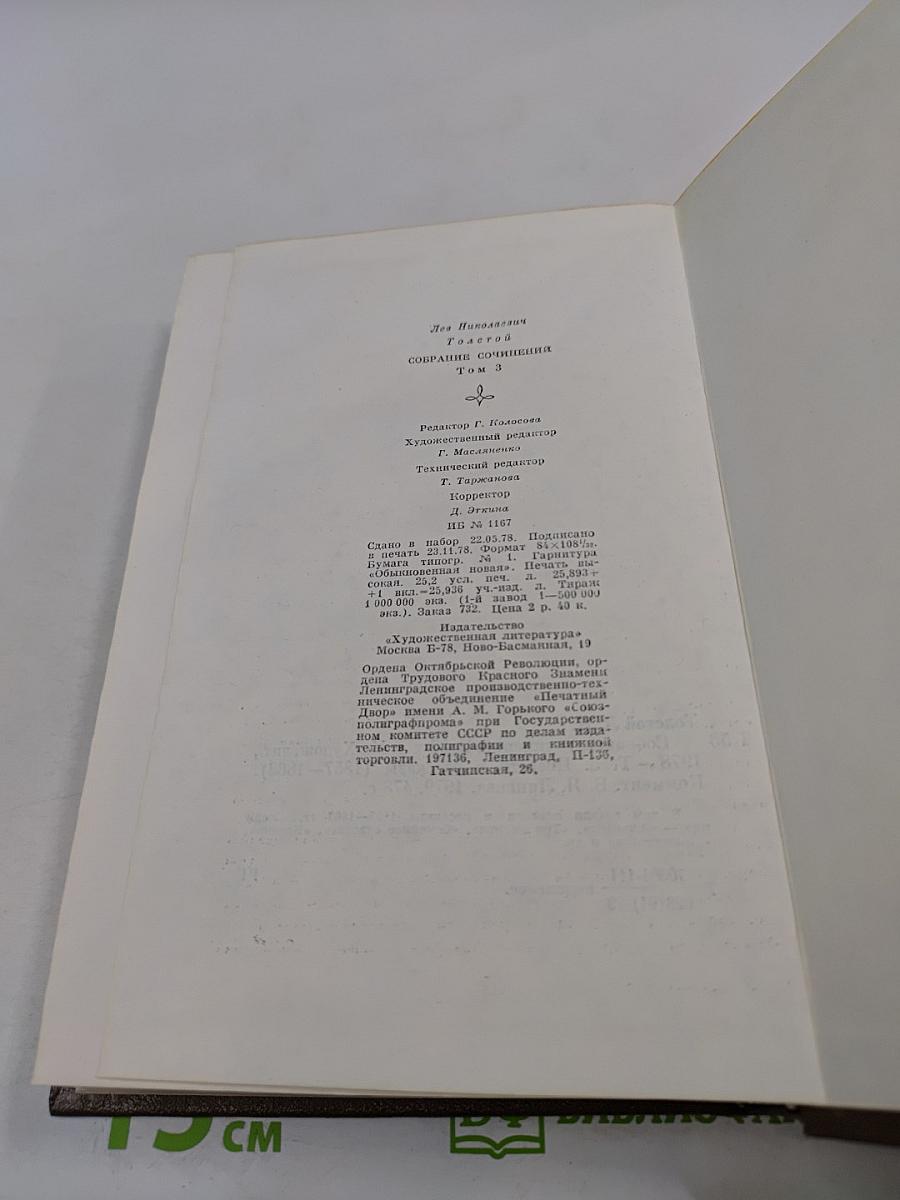 Лев Николаевич
Толстой
СОБРАНИЕ СОЧИНЕНИЙ
Том 3
Редактор Г. Колосова
Художественный редактор
Г. Масляненко
Технический редактор
Т. Таржанова
Корректор
Д. Эткина
ИБ № 1167
Сдано в набор 22.05.78. Подписано
в печать 23.11.78. Формат 84×108¹/₃₂.
Бумага типогр. № 1. Гарнитура
«Обыкновенная новая». Печать вы-
сокая. 25,2 усл. печ. л. 25,893+
+1 вкл.=25,936 уч.-изд. л. Тираж
1 000 000 экз. (1-й завод 1—500 000
экз.). Заказ 732. Цена 2 р. 40 к.
Издательство
«Художественная литература»
Москва Б-78, Ново-Басманная, 19
Ордена Октябрьской Революции, ор-
дена Трудового Красного Знамени
Ленинградское производственно-тех-
ническое объединение «Печатный
Двор» имени А. М. Горького «Союз-
полиграфпрома» при Государствен-
ном комитете СССР по делам изда-
тельств, полиграфии и книжной
торговли. 197136, Ленинград, П-136,
Гатчинская, 26.
15 см